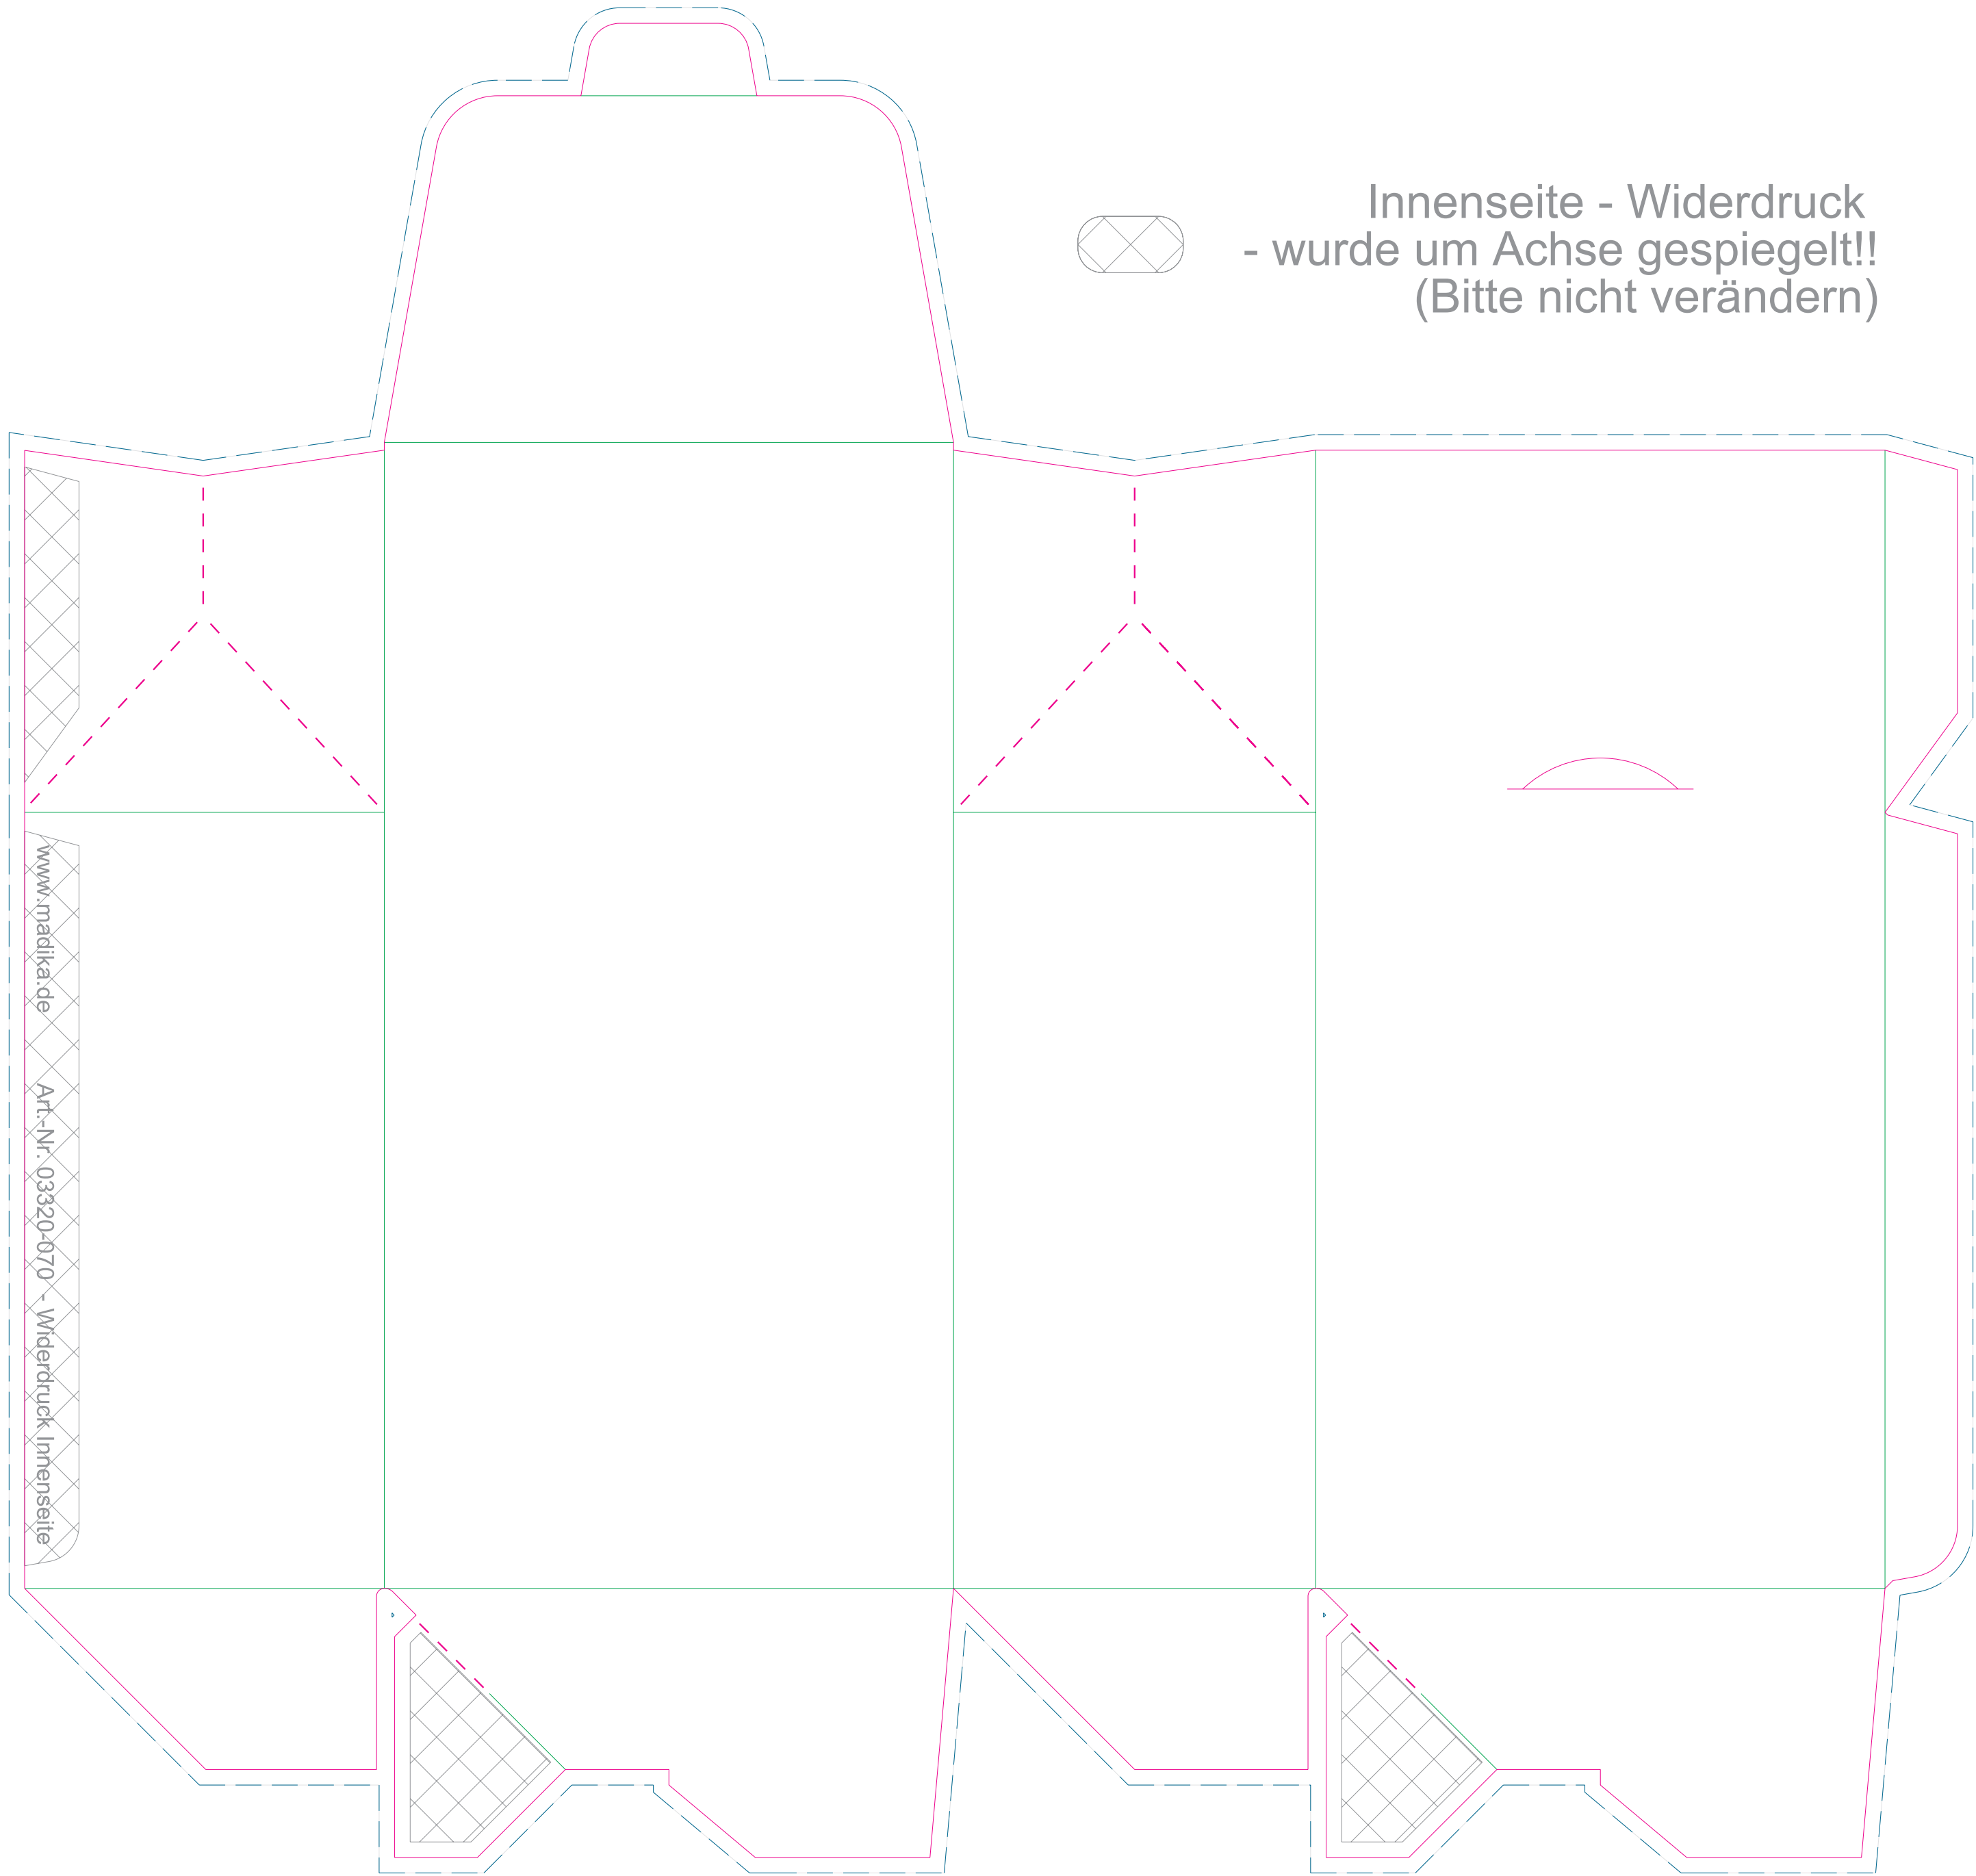 Innenseite - Widerdruck
- wurde um Achse gespiegelt!!
(Bitte nicht verändern)
www.madika.de
Art.-Nr. 03320-070 - Widerdruck Innenseite